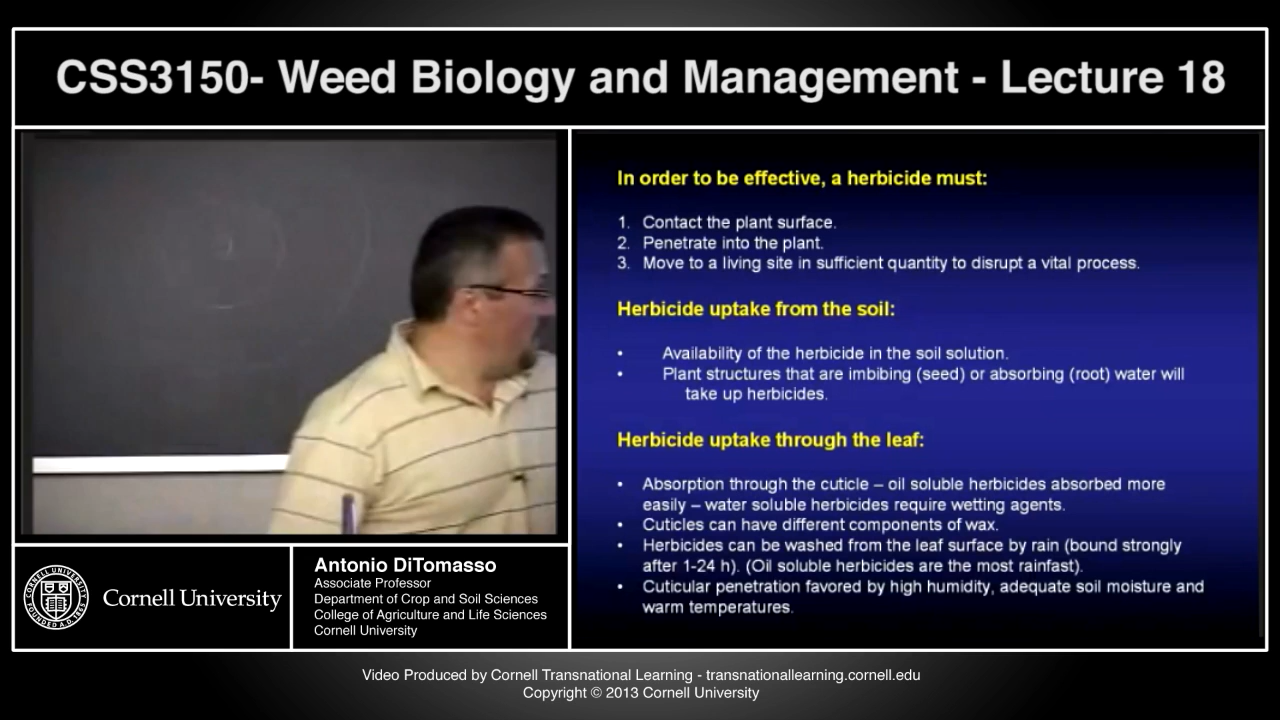 CSS3150- Weed Biology and Management - Lecture 18
In order to be effective, a herbicide must:
1. Contact the plant surface.
2. Penetrate into the plant.
3. Move to a living site in sufficient quantity to disrupt a vital process.
Herbicide uptake from the soil:
• Availability of the herbicide in the soil solution.
• Plant structures that are imbibing (seed) or absorbing (root) water will
take up herbicides.
Herbicide uptake through the leaf:
• Absorption through the cuticle – oil soluble herbicides absorbed more
easily – water soluble herbicides require wetting agents.
• Cuticles can have different components of wax.
• Herbicides can be washed from the leaf surface by rain (bound strongly
after 1-24 h). (Oil soluble herbicides are the most rainfast).
• Cuticular penetration favored by high humidity, adequate soil moisture and
warm temperatures.
Cornell University
Antonio DiTomasso
Associate Professor
Department of Crop and Soil Sciences
College of Agriculture and Life Sciences
Cornell University
Video Produced by Cornell Transnational Learning - transnationallearning.cornell.edu
Copyright © 2013 Cornell University